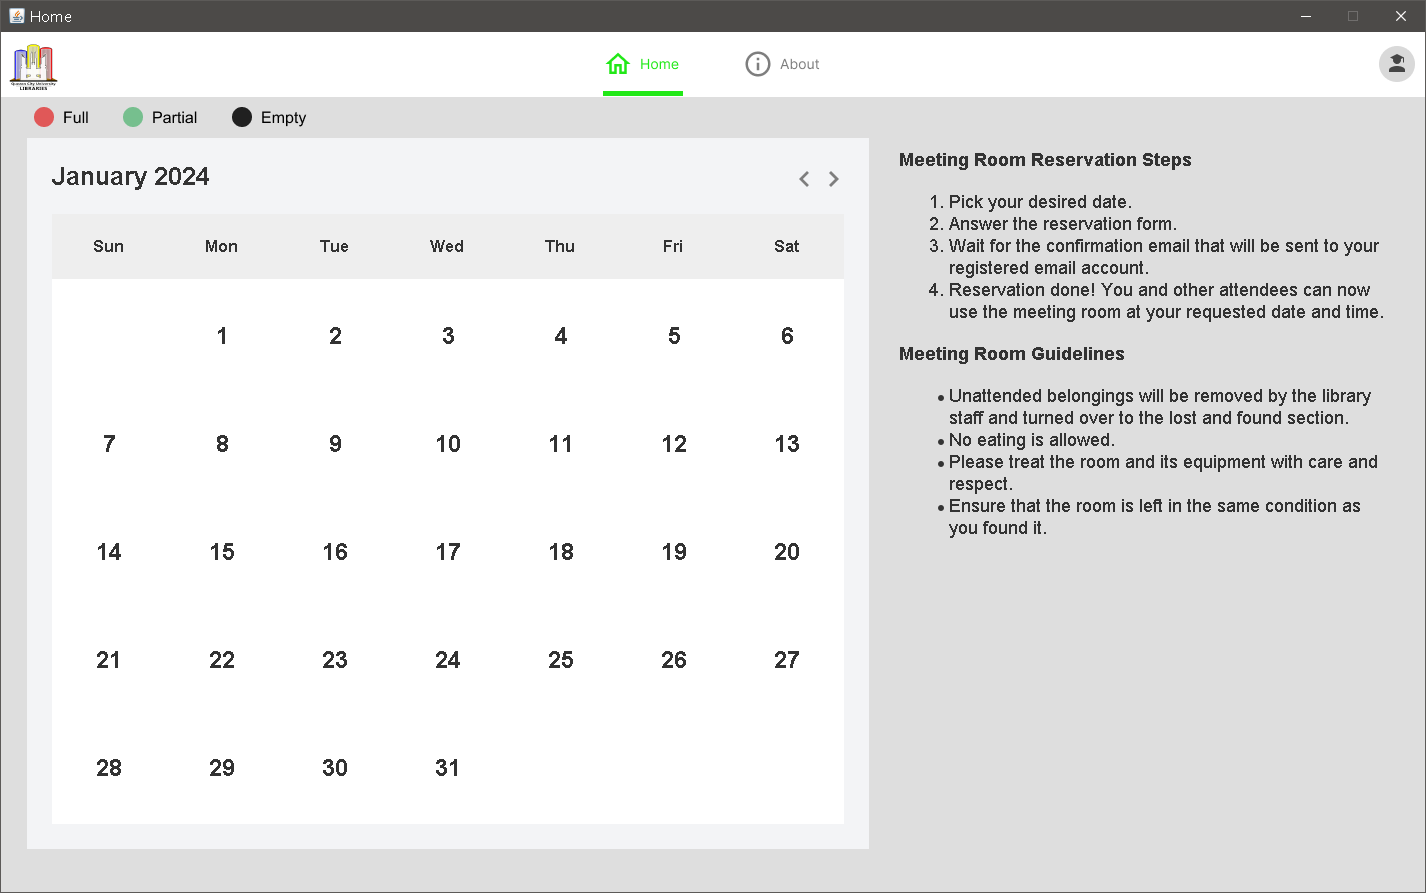 Home
Quezon City University
LIBRARIES
Home
About
Full
Partial
Empty
January 2024
Sun Mon Tue Wed Thu Fri Sat
1 2 3 4 5 6
7 8 9 10 11 12 13
14 15 16 17 18 19 20
21 22 23 24 25 26 27
28 29 30 31
Meeting Room Reservation Steps
1. Pick your desired date.
2. Answer the reservation form.
3. Wait for the confirmation email that will be sent to your
registered email account.
4. Reservation done! You and other attendees can now
use the meeting room at your requested date and time.
Meeting Room Guidelines
• Unattended belongings will be removed by the library
staff and turned over to the lost and found section.
• No eating is allowed.
• Please treat the room and its equipment with care and
respect.
• Ensure that the room is left in the same condition as
you found it.